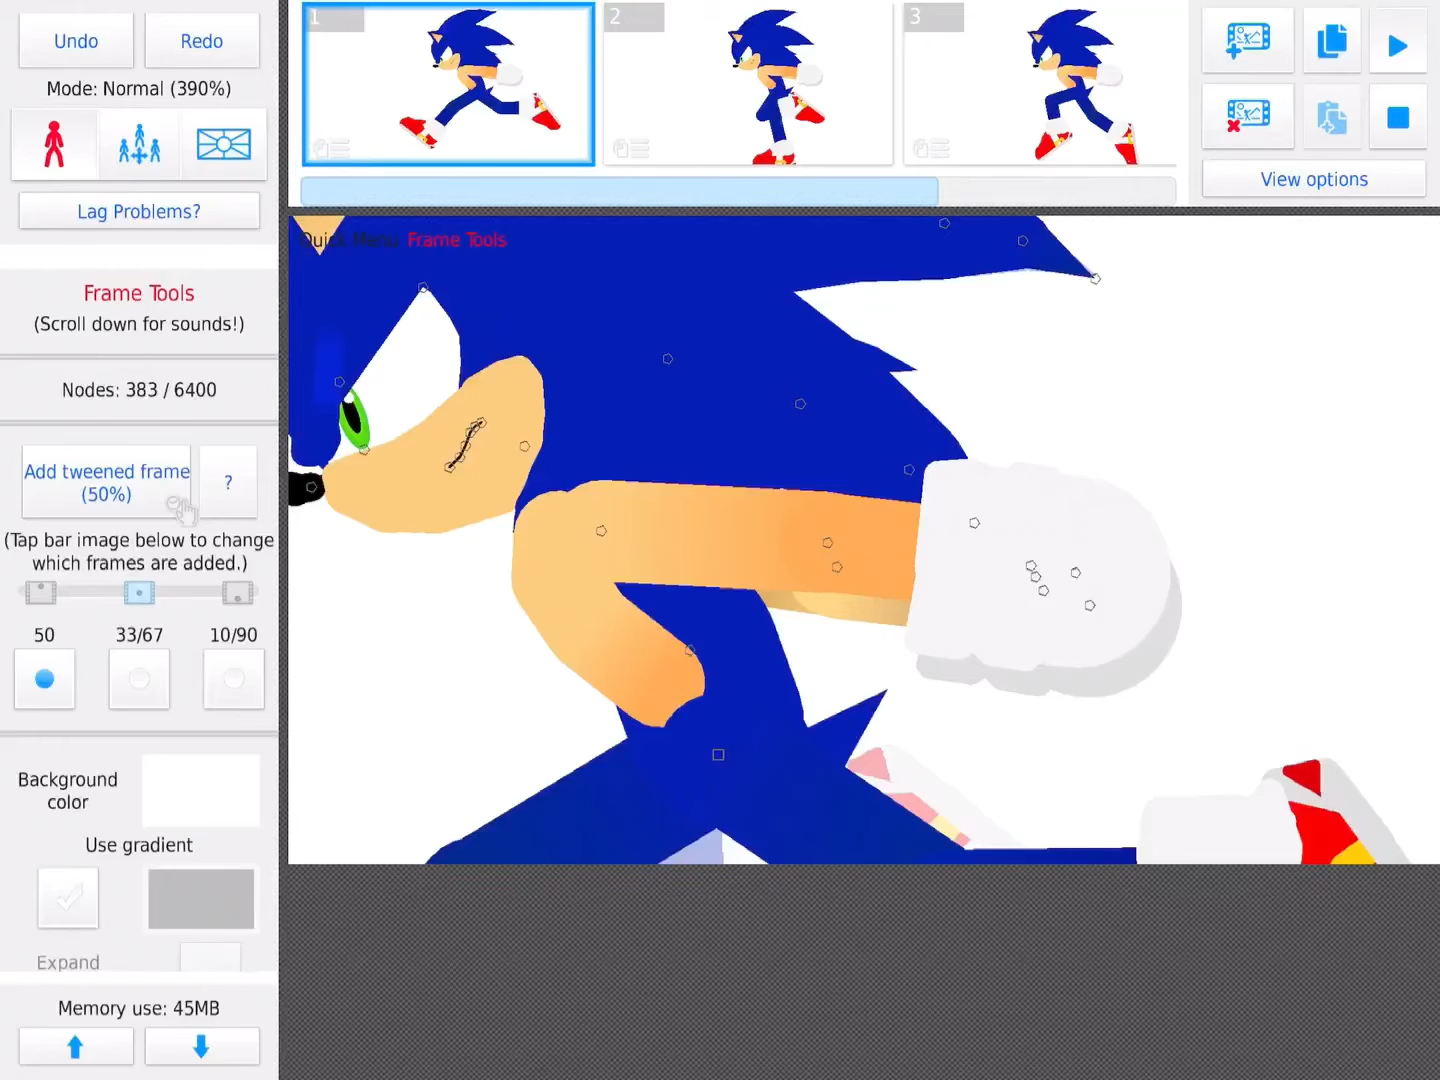 Undo
Redo
Mode: Normal (390%)
Lag Problems?
Frame Tools
(Scroll down for sounds!)
Nodes: 383 / 6400
Add tweened frame
(50%)
?
(Tap bar image below to change
which frames are added.)
50
33/67
10/90
Background
color
Use gradient
Expand
Memory use: 45MB
1
2
3
View options
Quick Menu: Frame Tools